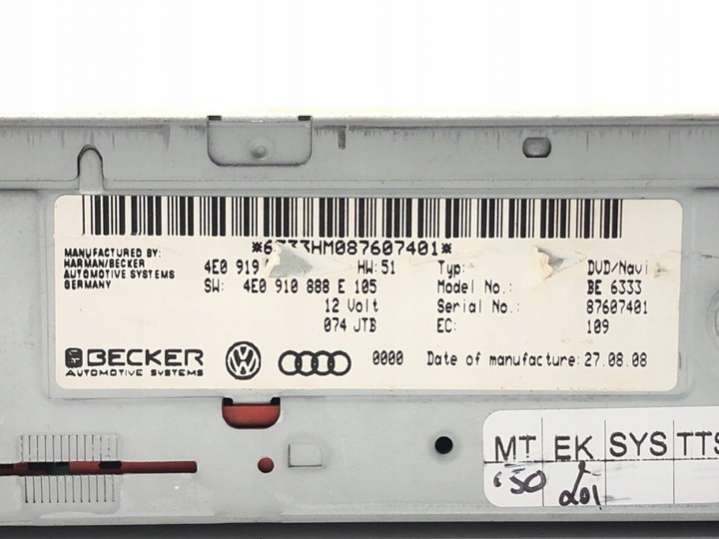 *6333HM087607401*
MANUFACTURED BY:
HARMAN/BECKER
AUTOMOTIVE SYSTEMS
GERMANY
4E0 919 HW:51
SW: 4E0 910 888 E 105
12 Volt
074 JTB
Typ: DVD/Navi
Model No.: BE 6333
Serial No.: 87607401
EC: 109
BECKER
AUTOMOTIVE SYSTEMS
0000 Date of manufacture: 27.08.08
MT EK SYS TTS